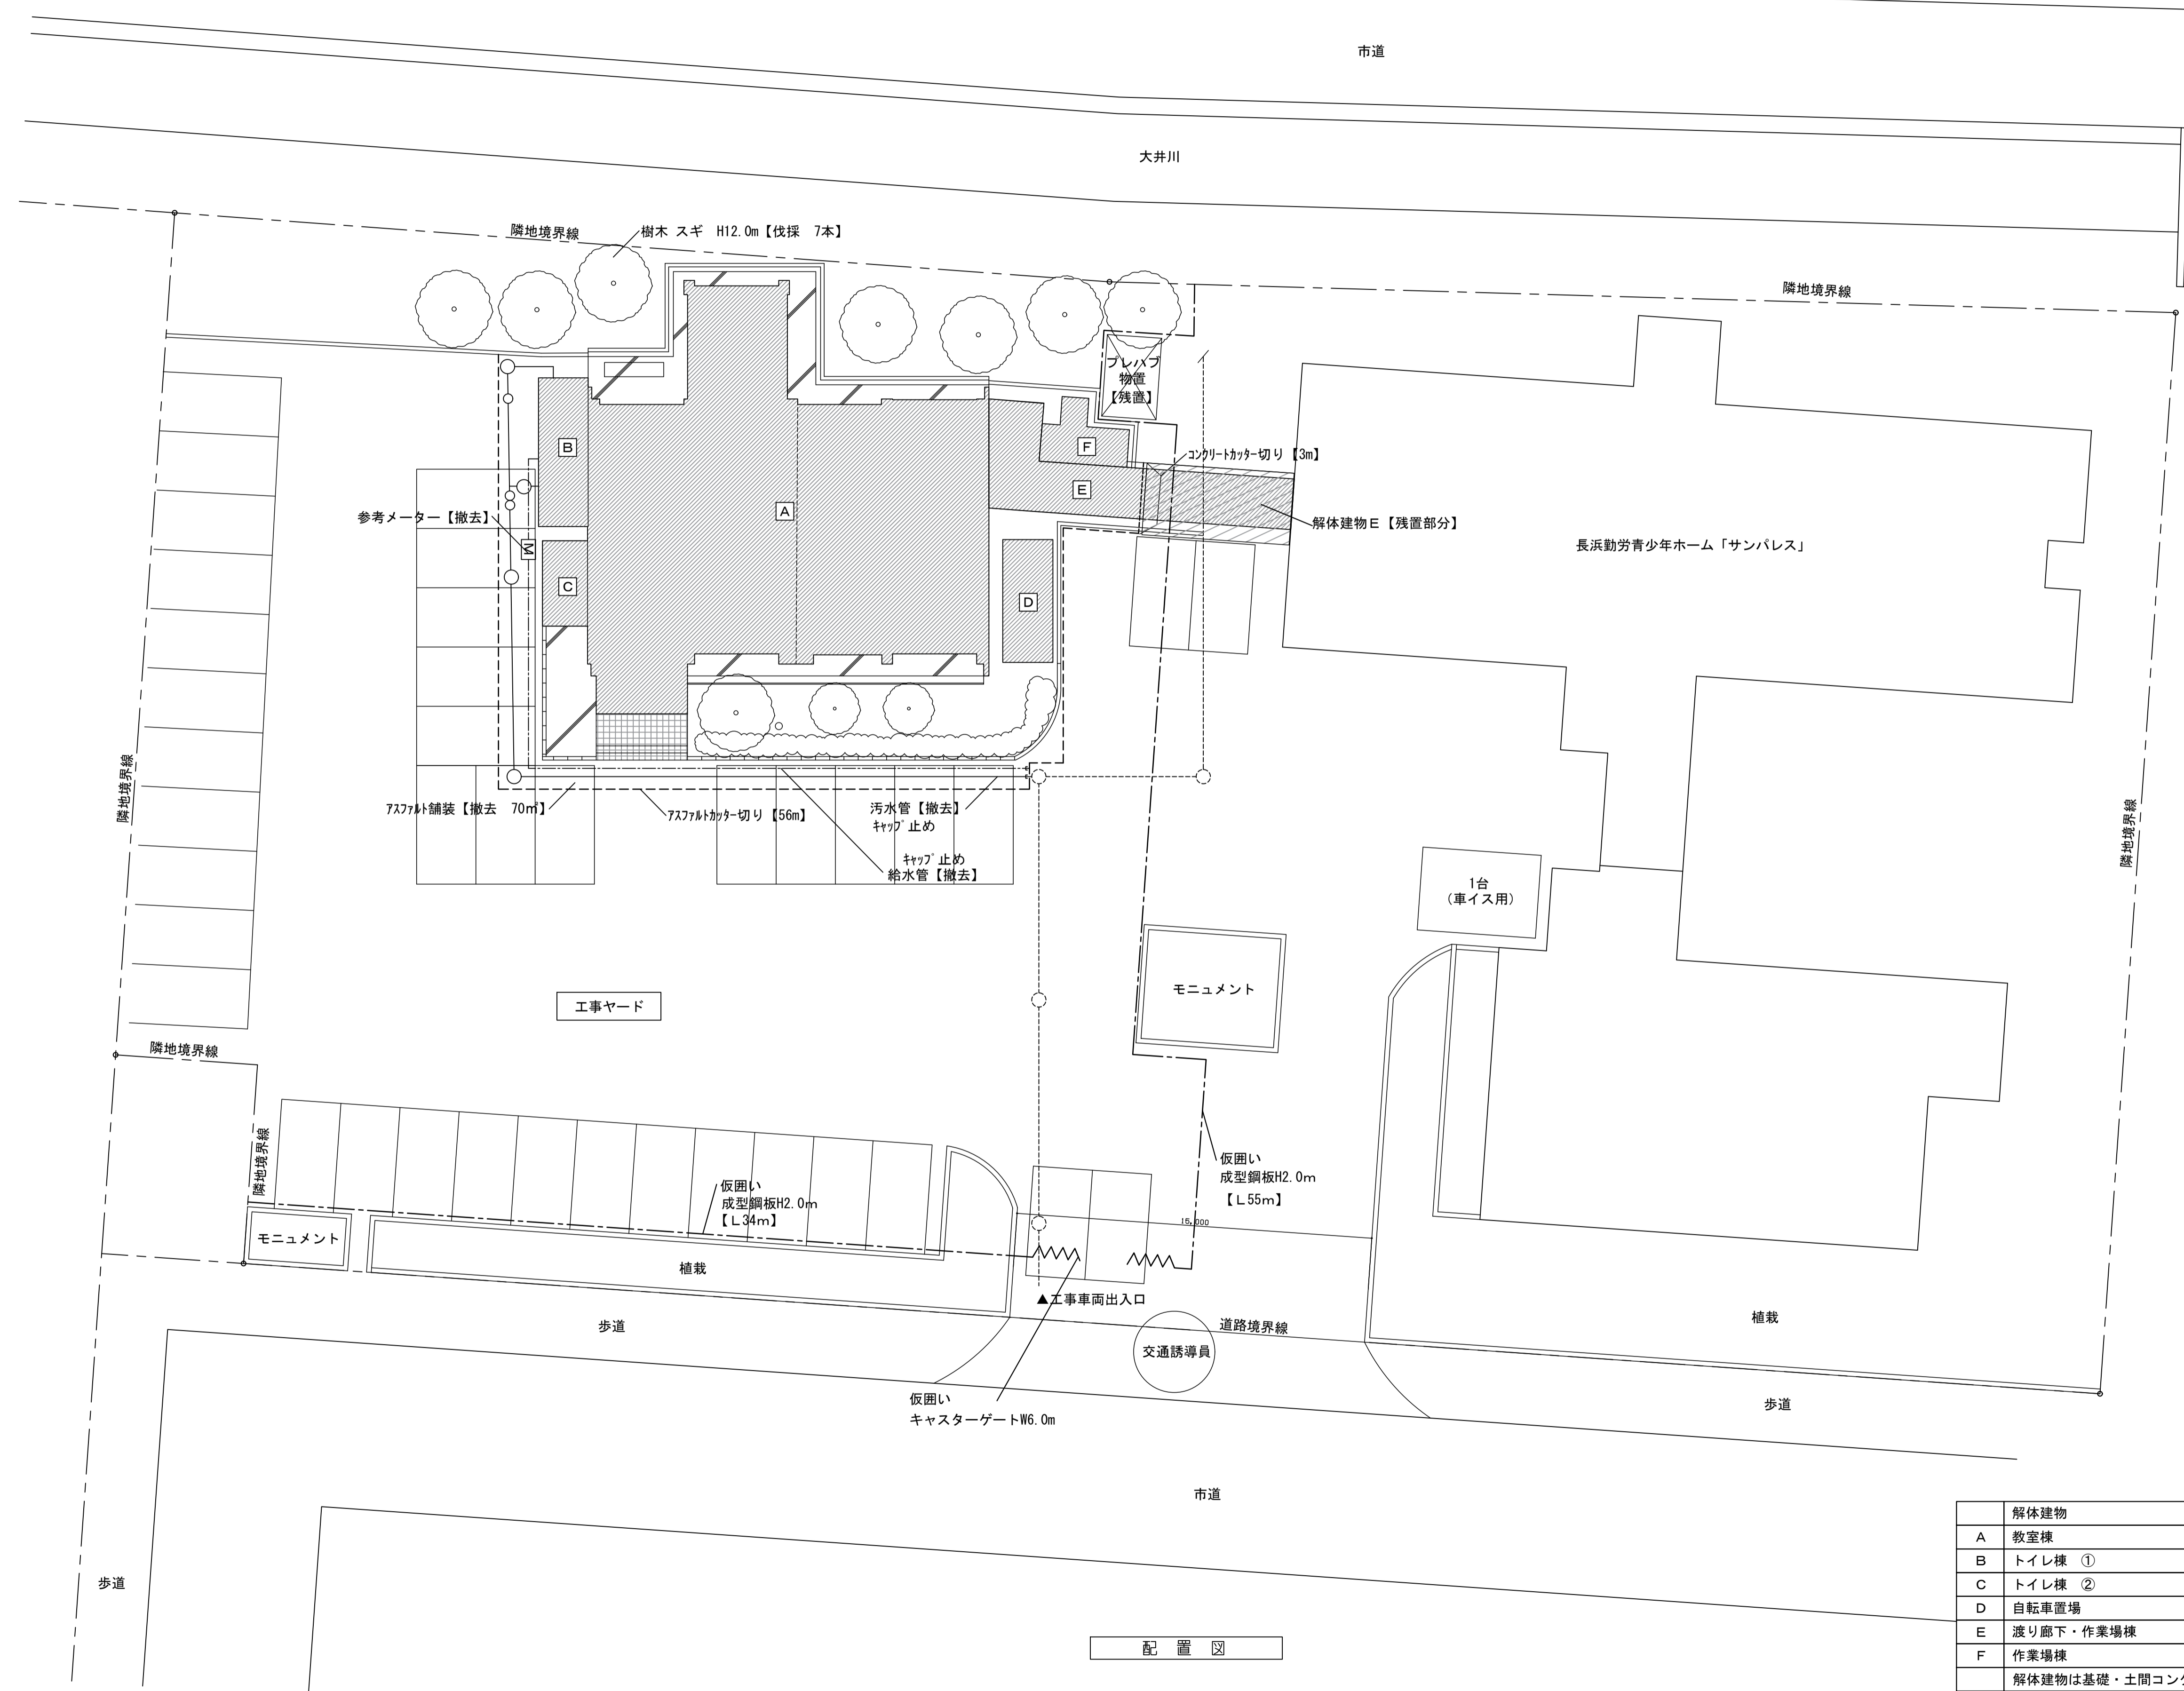 市道
大井川
隣地境界線
樹木 スギ　H12.0m【伐採　7本】
隣地境界線
プレハブ
物置
【残置】
B
F
コンクリートカッター切り【3m】
E
A
参考メーター【撤去】
M
解体建物E【残置部分】
長浜勤労青少年ホーム「サンパレス」
C
D
隣地境界線
隣地境界線
アスファルト舗装【撤去　70㎡】
アスファルトカッター切り【56m】
汚水管【撤去】
キャップ止め
キャップ止め
給水管【撤去】
1台
(車イス用)
モニュメント
工事ヤード
隣地境界線
隣地境界線
仮囲い
成型鋼板H2.0m
【L34m】
仮囲い
成型鋼板H2.0m
【L55m】
15,000
モニュメント
植栽
▲工事車両出入口
道路境界線
植栽
歩道
交通誘導員
仮囲い
キャスターゲートW6.0m
歩道
市道
歩道
解体建物
A 教室棟
B トイレ棟　①
C トイレ棟　②
D 自転車置場
E 渡り廊下・作業場棟
F 作業場棟
解体建物は基礎・土間コン
配　置　図